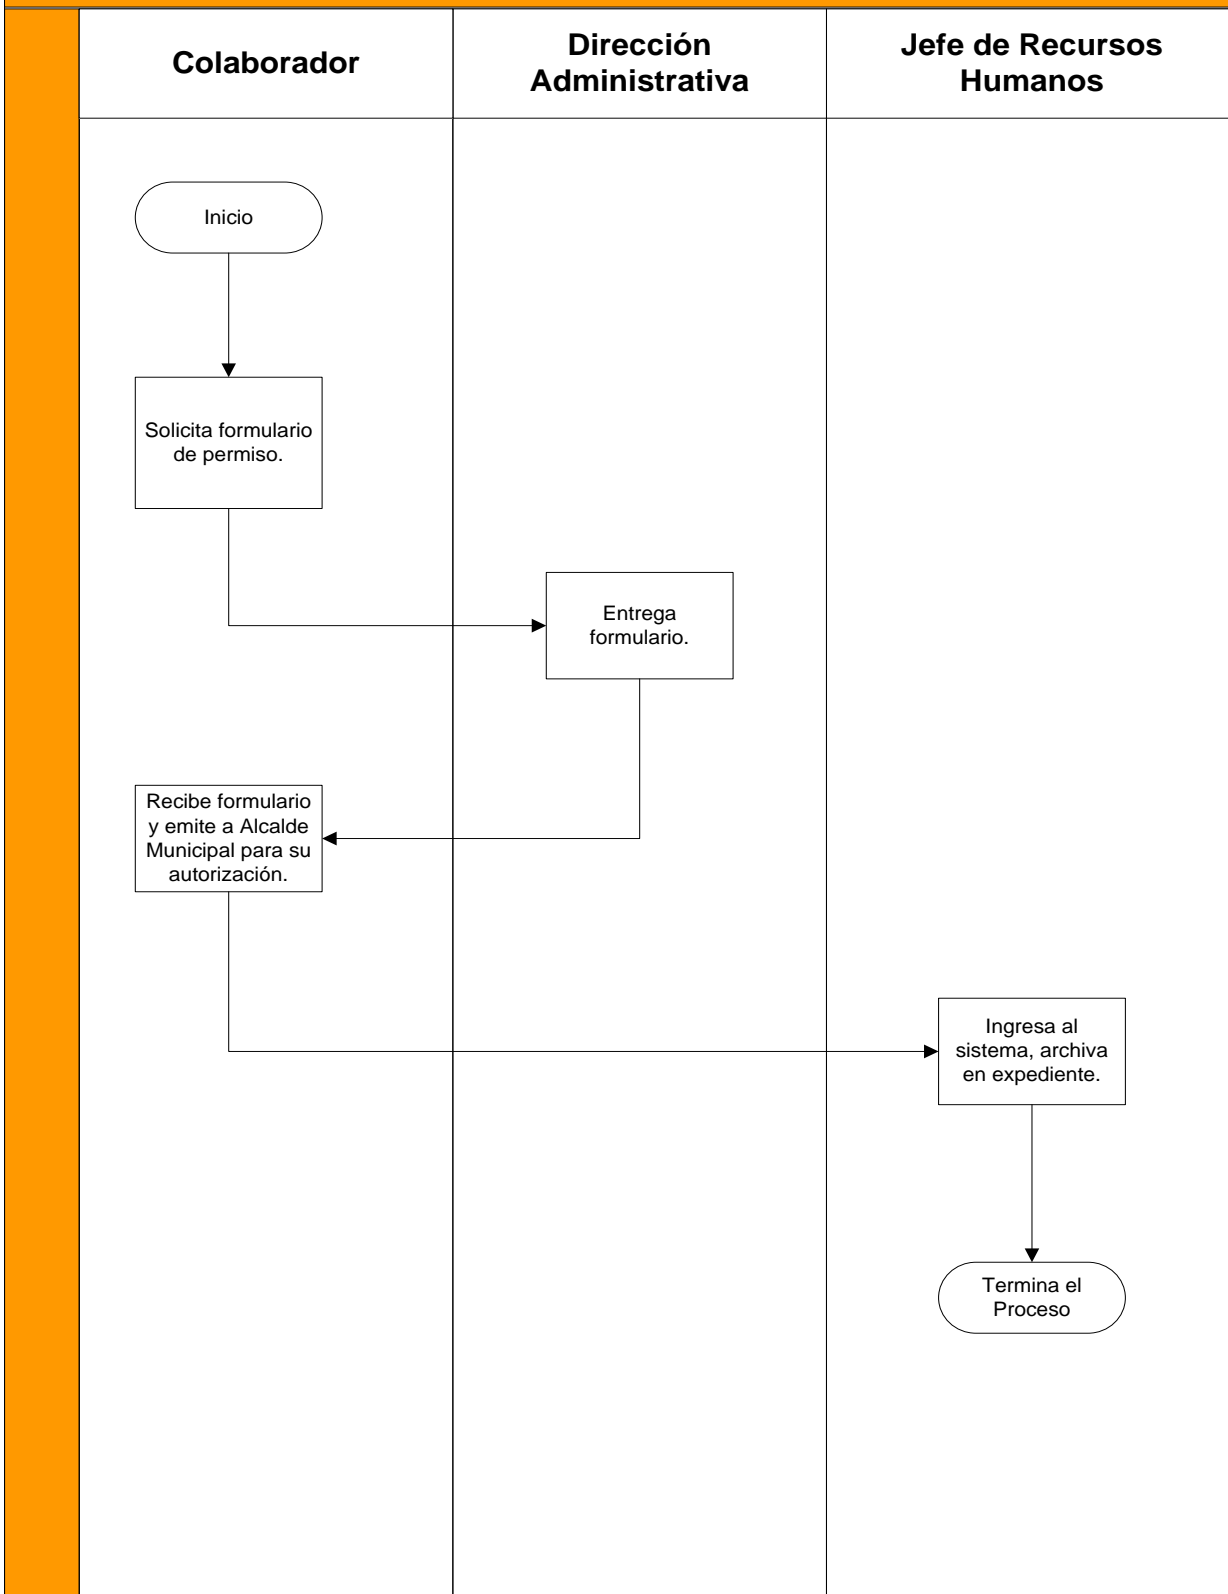 Colaborador
Dirección
Administrativa
Jefe de Recursos
Humanos
Inicio
Solicita formulario
de permiso.
Entrega
formulario.
Recibe formulario
y emite a Alcalde
Municipal para su
autorización.
Ingresa al
sistema, archiva
en expediente.
Termina el
Proceso